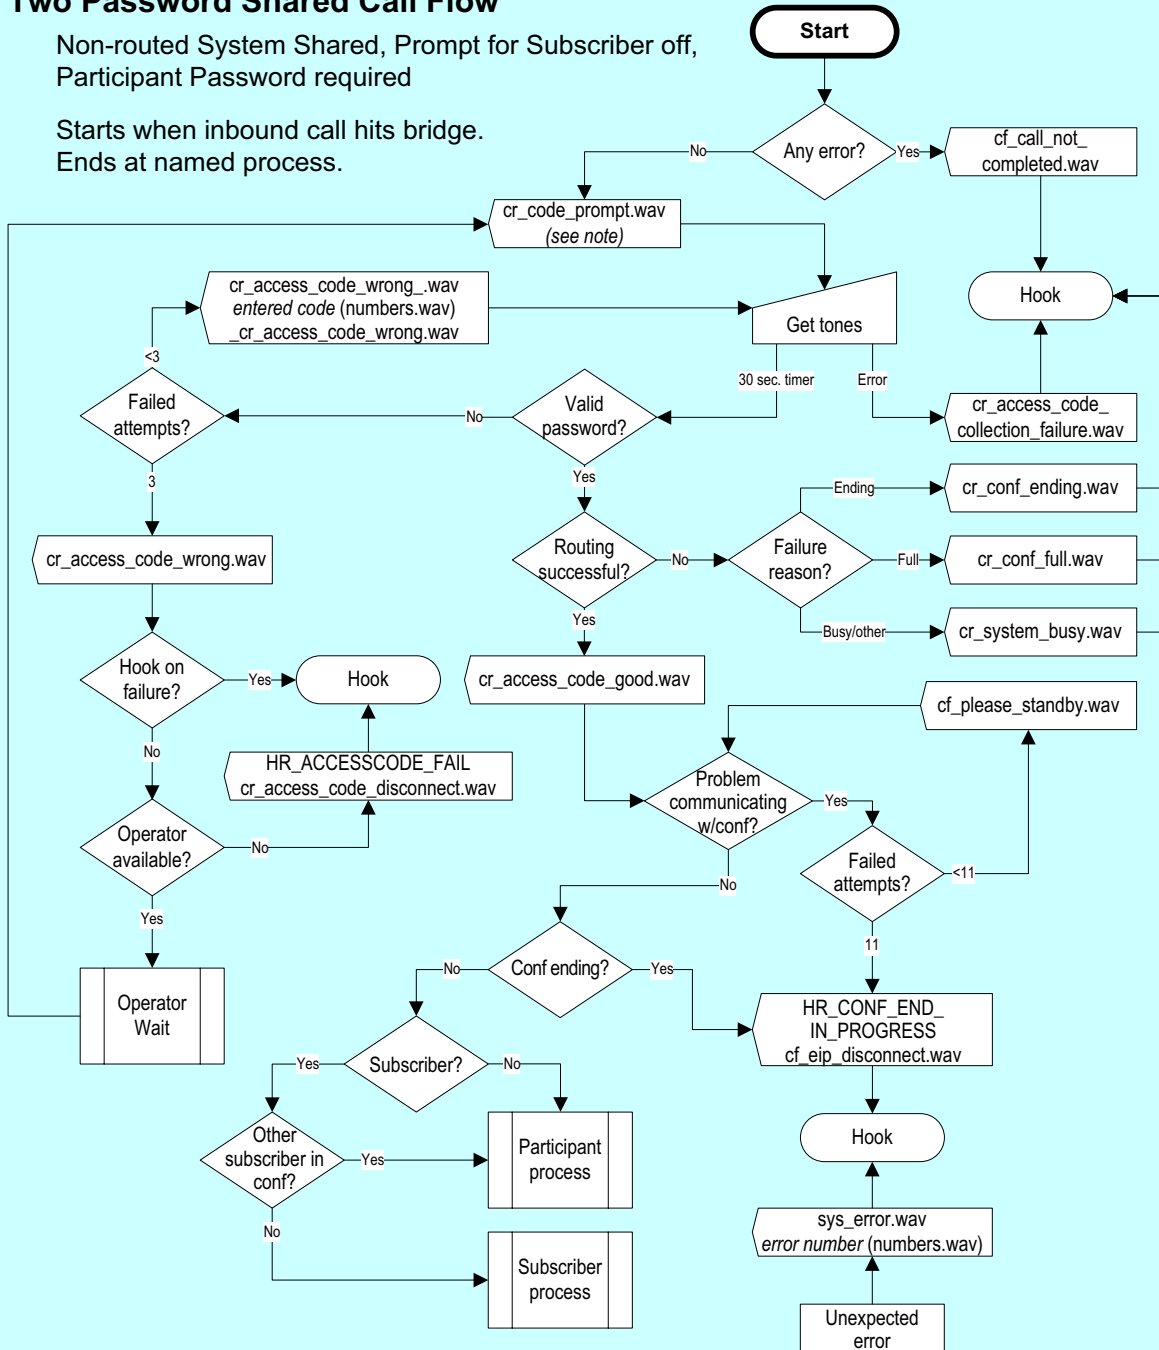 Two Password Shared Call Flow
Non-routed System Shared, Prompt for Subscriber off,
Participant Password required
Starts when inbound call hits bridge.
Ends at named process.
Start
Any error?
No
Yes
cf_call_not_
completed.wav
cr_code_prompt.wav
(see note)
cr_access_code_wrong_.wav
entered code (numbers.wav)
_cr_access_code_wrong.wav
Get tones
Hook
<3
30 sec. timer
Error
Failed
attempts?
No
Valid
password?
cr_access_code_
collection_failure.wav
3
Yes
Ending
cr_conf_ending.wav
cr_access_code_wrong.wav
Routing
successful?
No
Failure
reason?
Full
cr_conf_full.wav
Yes
Busy/other
cr_system_busy.wav
Hook on
failure?
Yes
Hook
cr_access_code_good.wav
cf_please_standby.wav
No
HR_ACCESSCODE_FAIL
cr_access_code_disconnect.wav
Problem
communicating
w/conf?
Yes
Operator
available?
No
Failed
attempts?
<11
No
Yes
11
No
Conf ending?
Yes
Operator
Wait
HR_CONF_END_
IN_PROGRESS
cf_eip_disconnect.wav
Yes
Subscriber?
No
Other
subscriber in
conf?
Yes
Participant
process
Hook
No
sys_error.wav
error number (numbers.wav)
Subscriber
process
Unexpected
error